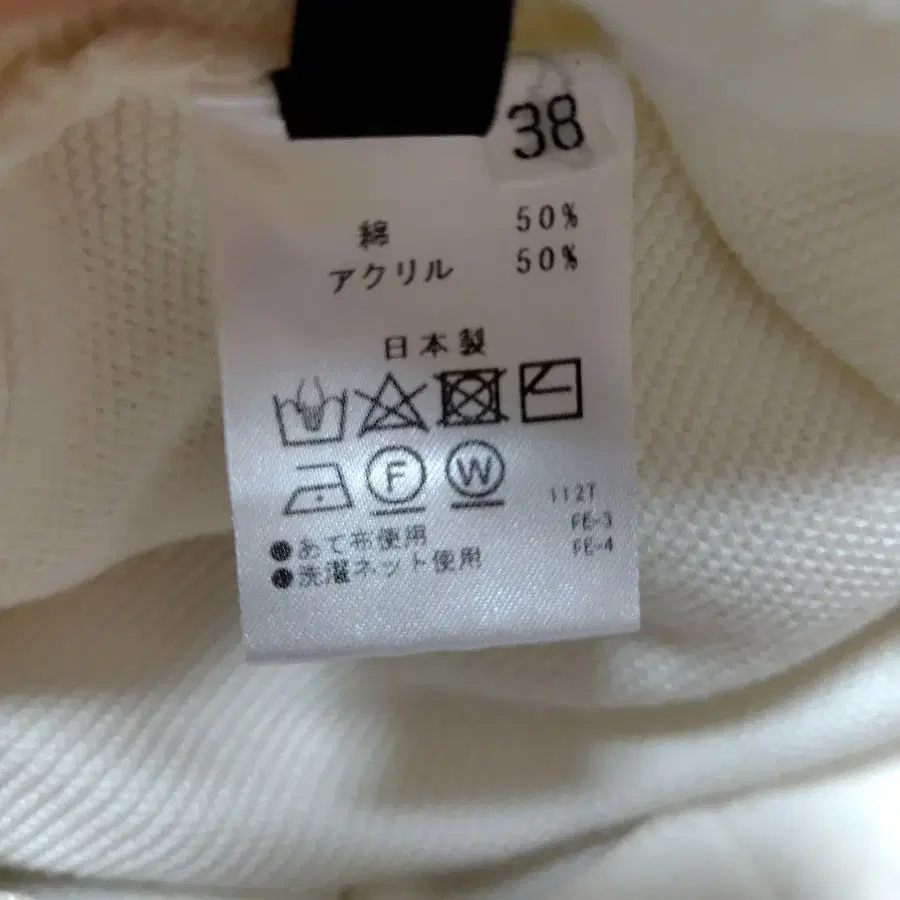 38
綿 50%
アクリル 50%
日本製
F W
112T
FE-3
FE-4
●あて布使用
●洗濯ネット使用